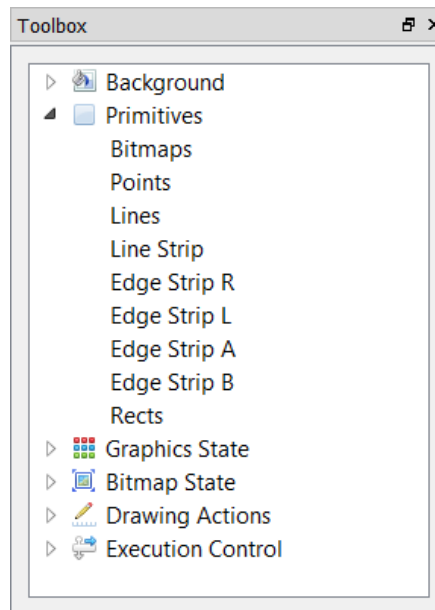 Toolbox
Background
Primitives
Bitmaps
Points
Lines
Line Strip
Edge Strip R
Edge Strip L
Edge Strip A
Edge Strip B
Rects
Graphics State
Bitmap State
Drawing Actions
Execution Control